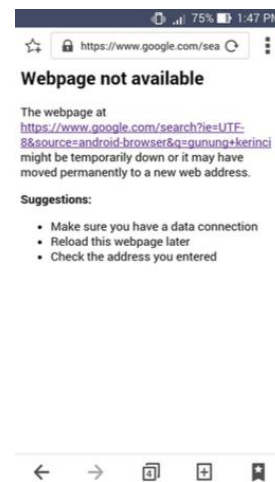 75% 1:47 PM
https://www.google.com/sea
Webpage not available
The webpage at
https://www.google.com/search?ie=UTF-
8&source=android-browser&q=gunung+kerinci
might be temporarily down or it may have
moved permanently to a new web address.
Suggestions:
• Make sure you have a data connection
• Reload this webpage later
• Check the address you entered
4